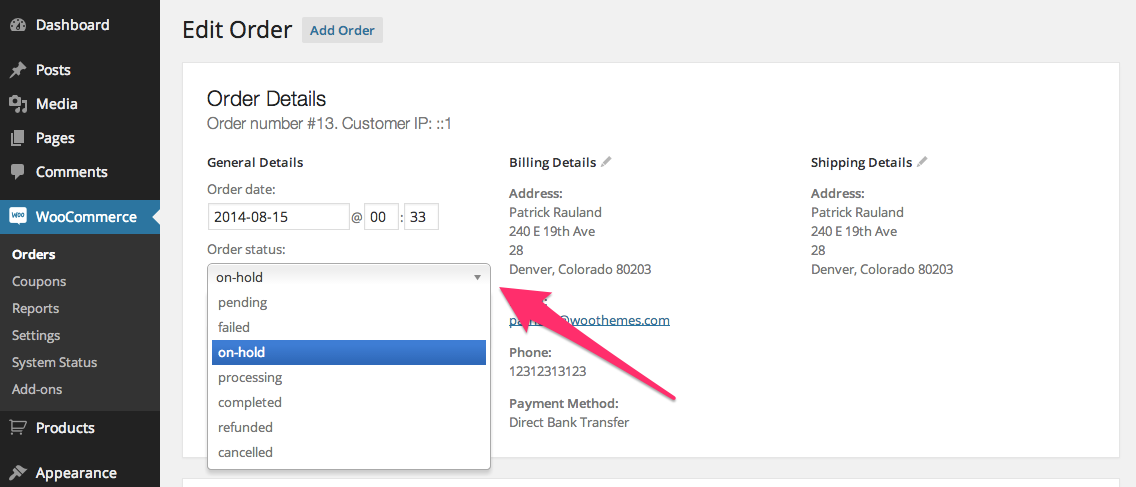 Dashboard
Posts
Media
Pages
Comments
WOO
WooCommerce
Orders
Coupons
Reports
Settings
System Status
Add-ons
Products
Appearance
Edit Order
Add Order
Order Details
Order number #13. Customer IP: ::1
General Details
Order date:
2014-08-15 @ 00 : 33
Order status:
on-hold
pending
failed
on-hold
processing
completed
refunded
cancelled
Billing Details
Address:
Patrick Rauland
240 E 19th Ave
28
Denver, Colorado 80203
@woothemes.com
Phone:
12312313123
Payment Method:
Direct Bank Transfer
Shipping Details
Address:
Patrick Rauland
240 E 19th Ave
28
Denver, Colorado 80203